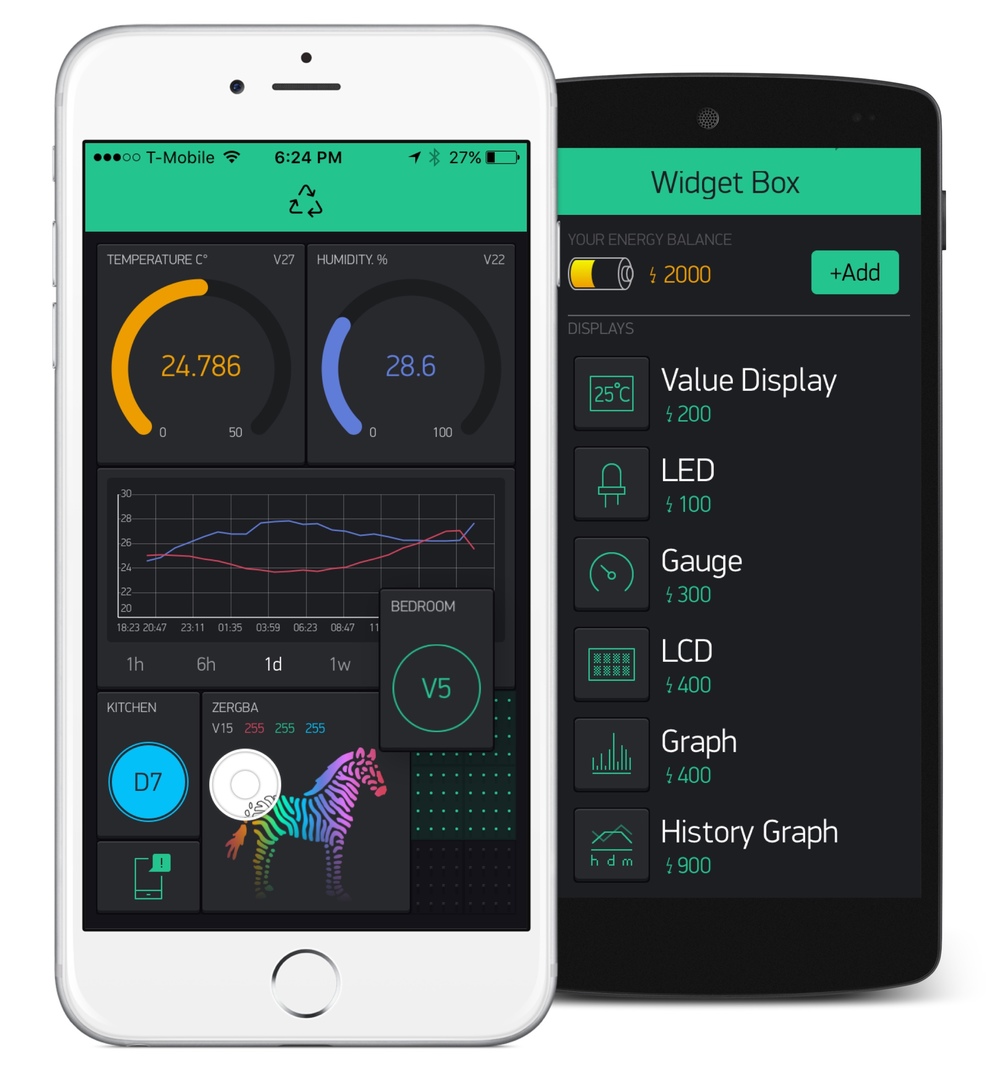 T-Mobile 6:24 PM 27%
TEMPERATURE C° V27
24.786
0 50
HUMIDITY. % V22
28.6
0 100
30
28
26
24
22
20
18:23 20:47 23:11 01:35 03:59 06:23 08:47 11
1h 6h 1d 1w
BEDROOM
V5
KITCHEN
D7
ZERGBA
V15 255 255 255
!
Widget Box
YOUR ENERGY BALANCE
2000
+Add
DISPLAYS
25°C
Value Display
200
LED
100
Gauge
300
LCD
400
Graph
400
h d m
History Graph
900